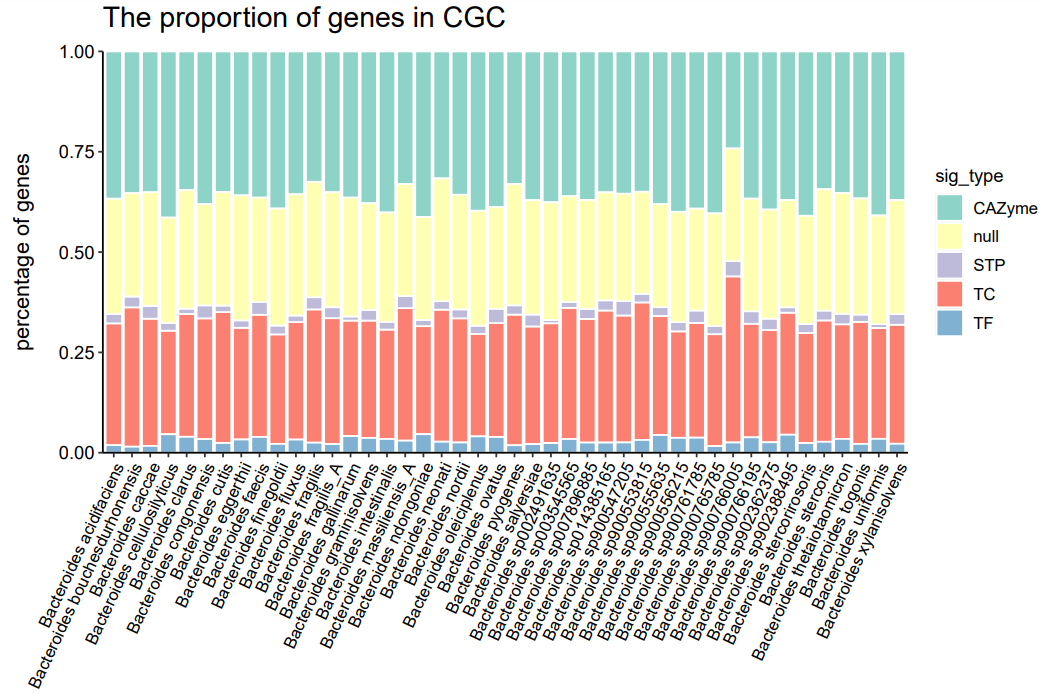 The proportion of genes in CGC
percentage of genes
1.00
0.75
0.50
0.25
0.00
Bacteroides acidifaciens
Bacteroides bouchesdurhonensis
Bacteroides caccae
Bacteroides cellulosilyticus
Bacteroides clarus
Bacteroides congonensis
Bacteroides cutis
Bacteroides eggerthii
Bacteroides faecis
Bacteroides finegoldii
Bacteroides fluxus
Bacteroides fragilis
Bacteroides fragilis_A
Bacteroides gallinarum
Bacteroides graminisolvens
Bacteroides intestinalis
Bacteroides massiliensis_A
Bacteroides ndongoniae
Bacteroides neonati
Bacteroides nordii
Bacteroides oleiciplenus
Bacteroides ovatus
Bacteroides pyogenes
Bacteroides salyersiae
Bacteroides sp002491635
Bacteroides sp003545565
Bacteroides sp007896885
Bacteroides sp014385165
Bacteroides sp900547205
Bacteroides sp900553815
Bacteroides sp900555635
Bacteroides sp900556215
Bacteroides sp900761785
Bacteroides sp900765785
Bacteroides sp900766005
Bacteroides sp900766195
Bacteroides sp902362375
Bacteroides sp902388495
Bacteroides stercorirosoris
Bacteroides stercoris
Bacteroides thetaiotaomicron
Bacteroides togonis
Bacteroides uniformis
Bacteroides xylanisolvens
sig_type
CAZyme
null
STP
TC
TF